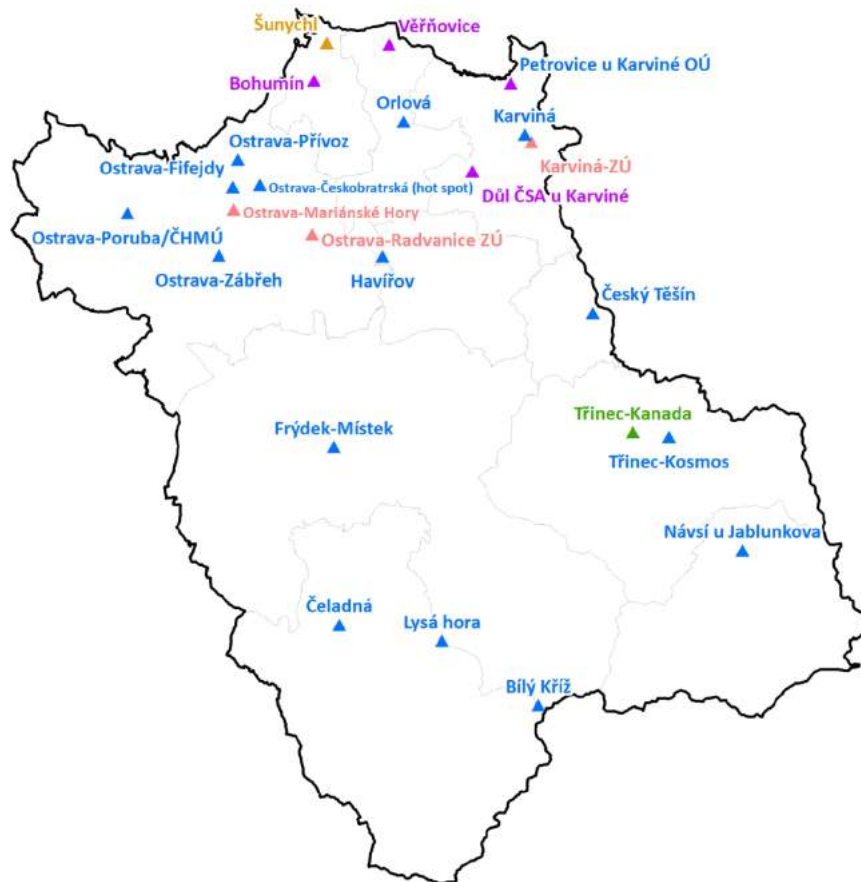 Šunychl
Věřňovice
Petrovice u Karviné OÚ
Bohumín
Orlová
Karviná
Ostrava-Přívoz
Karviná-ZÚ
Ostrava-Fifejdy
Ostrava-Českobratrská (hot spot)
Důl ČSA u Karviné
Ostrava-Mariánské Hory
Ostrava-Poruba/ČHMÚ
Ostrava-Radvanice ZÚ
Ostrava-Zábřeh
Havířov
Český Těšín
Třinec-Kanada
Frýdek-Místek
Třinec-Kosmos
Návsí u Jablunkova
Čeladná
Lysá hora
Bílý Kříž